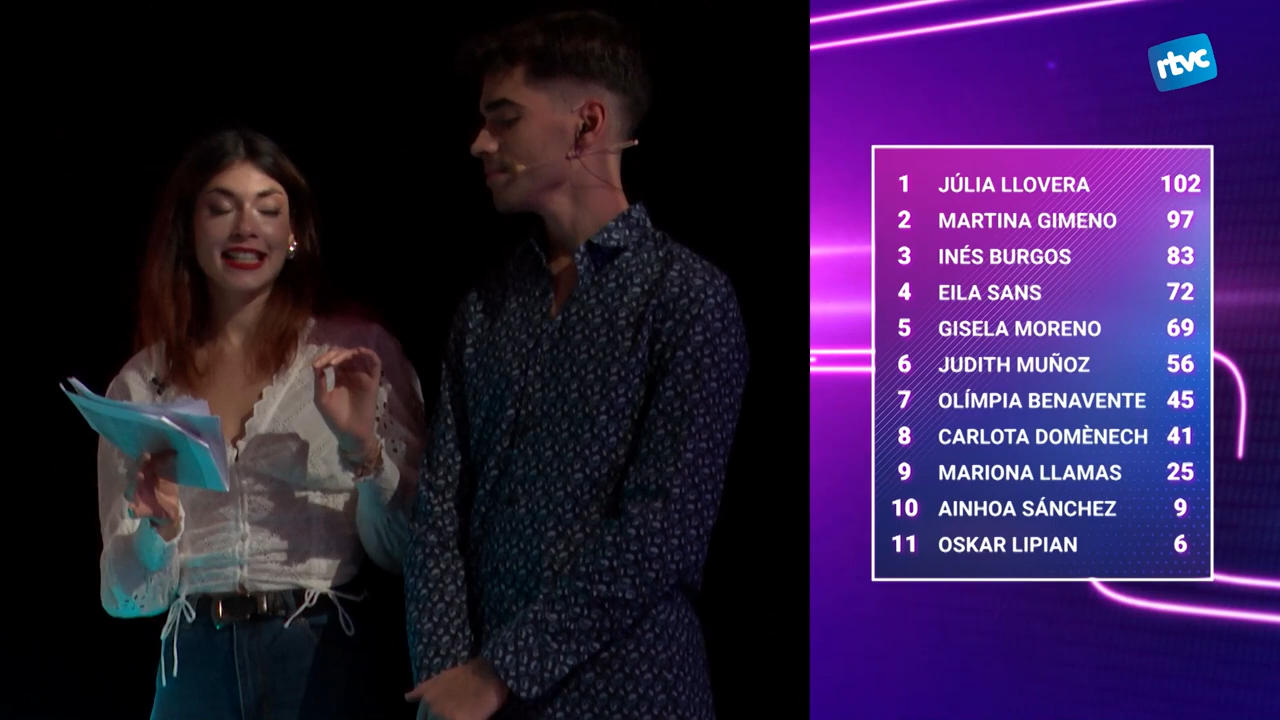 rtvc
1 JÚLIA LLOVERA 102
2 MARTINA GIMENO 97
3 INÉS BURGOS 83
4 EILA SANS 72
5 GISELA MORENO 69
6 JUDITH MUÑOZ 56
7 OLÍMPIA BENAVENTE 45
8 CARLOTA DOMÈNECH 41
9 MARIONA LLAMAS 25
10 AINHOA SÁNCHEZ 9
11 OSKAR LIPIAN 6